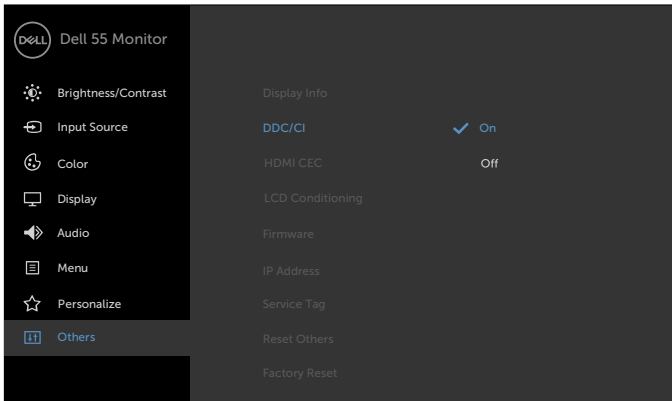 DELL Dell 55 Monitor
Brightness/Contrast Display Info
Input Source DDC/CI On
Color HDMI CEC Off
Display LCD Conditioning
Audio Firmware
Menu IP Address
Personalize Service Tag
Others Reset Others
Factory Reset